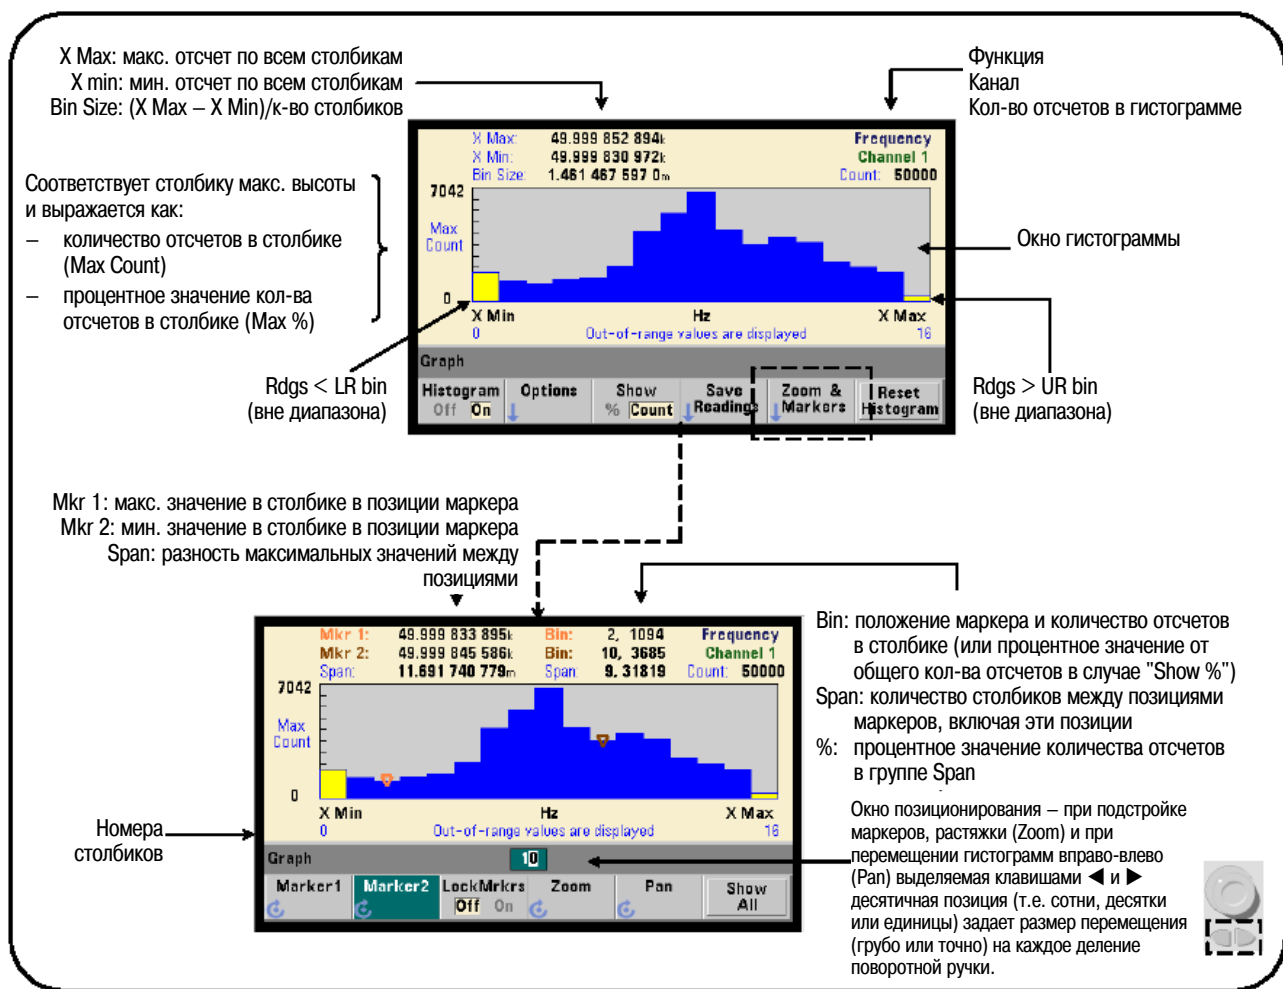 X Max: макс. отсчет по всем столбикам
X min: мин. отсчет по всем столбикам
Bin Size: (X Max – X Min)/к-во столбиков
Функция
Канал
Кол-во отсчетов в гистограмме
X Max: 49.999 852 894k
X Min: 49.999 830 972k
Bin Size: 1.461 467 597 0m
Frequency
Channel 1
Count: 50000
Соответствует столбику макс. высоты
и выражается как:
– количество отсчетов в столбике
(Max Count)
– процентное значение кол-ва
отсчетов в столбике (Max %)
7042
Max
Count
0
Окно гистограммы
X Min Hz X Max
0 Out-of-range values are displayed 16
Graph
Histogram
Off On
Options
Show
% Count
Save
Readings
Zoom &
Markers
Reset
Histogram
Rdgs < LR bin
(вне диапазона)
Rdgs > UR bin
(вне диапазона)
Mkr 1: макс. значение в столбике в позиции маркера
Mkr 2: мин. значение в столбике в позиции маркера
Span: разность максимальных значений между
позициями
Mkr 1: 49.999 833 895k Bin: 2, 1094 Frequency
Mkr 2: 49.999 845 586k Bin: 10, 3685 Channel 1
Span: 11.691 740 779m Span: 9, 31819 Count: 50000
7042
Max
Count
0
X Min Hz X Max
0 Out-of-range values are displayed 16
Graph 10
Marker1
Marker2
LockMrkrs
Off On
Zoom
Pan
Show
All
Номера
столбиков
Bin: положение маркера и количество отсчетов
в столбике (или процентное значение от
общего кол-ва отсчетов в случае "Show %")
Span: количество столбиков между позициями
маркеров, включая эти позиции
%: процентное значение количества отсчетов
в группе Span
Окно позиционирования – при подстройке
маркеров, растяжки (Zoom) и при
перемещении гистограмм вправо-влево
(Pan) выделяемая клавишами ◀ и ▶
десятичная позиция (т.е. сотни, десятки
или единицы) задает размер перемещения
(грубо или точно) на каждое деление
поворотной ручки.